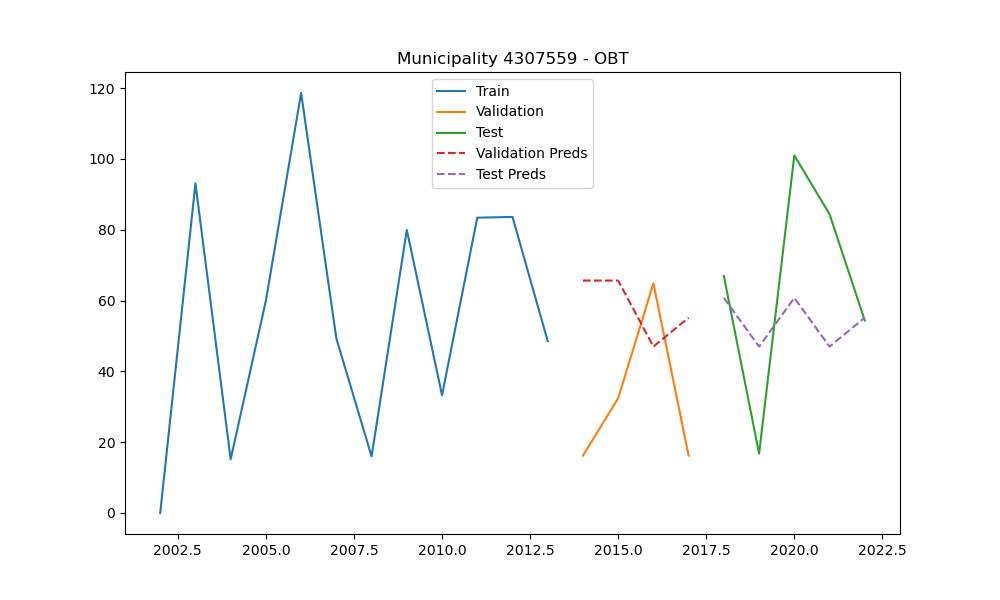 Municipality 4307559 - OBT
Train
Validation
Test
Validation Preds
Test Preds
120
100
80
60
40
20
0
2002.5 2005.0 2007.5 2010.0 2012.5 2015.0 2017.5 2020.0 2022.5